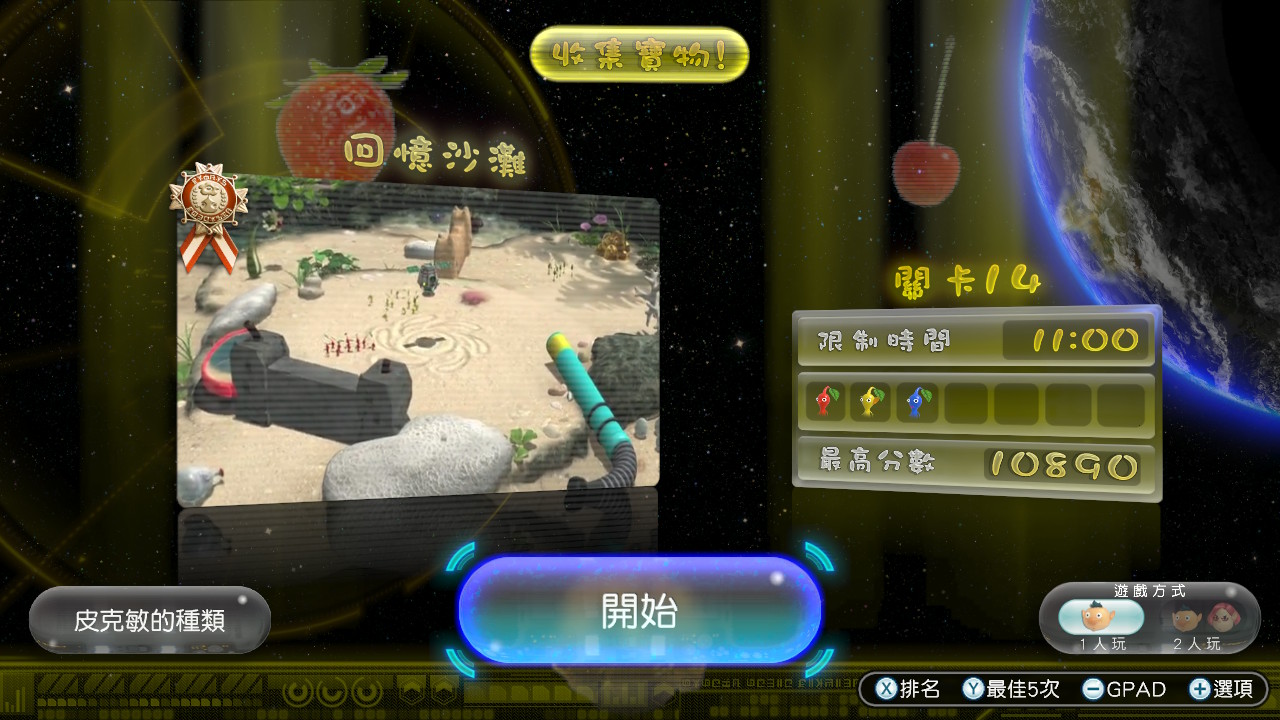 收集寶物!
回憶沙灘
關卡14
限制時間 11:00
最高分數 10890
開始
皮克敏的種類
遊戲方式
1人玩 2人玩
X排名 Y最佳5次 -GPAD +選項